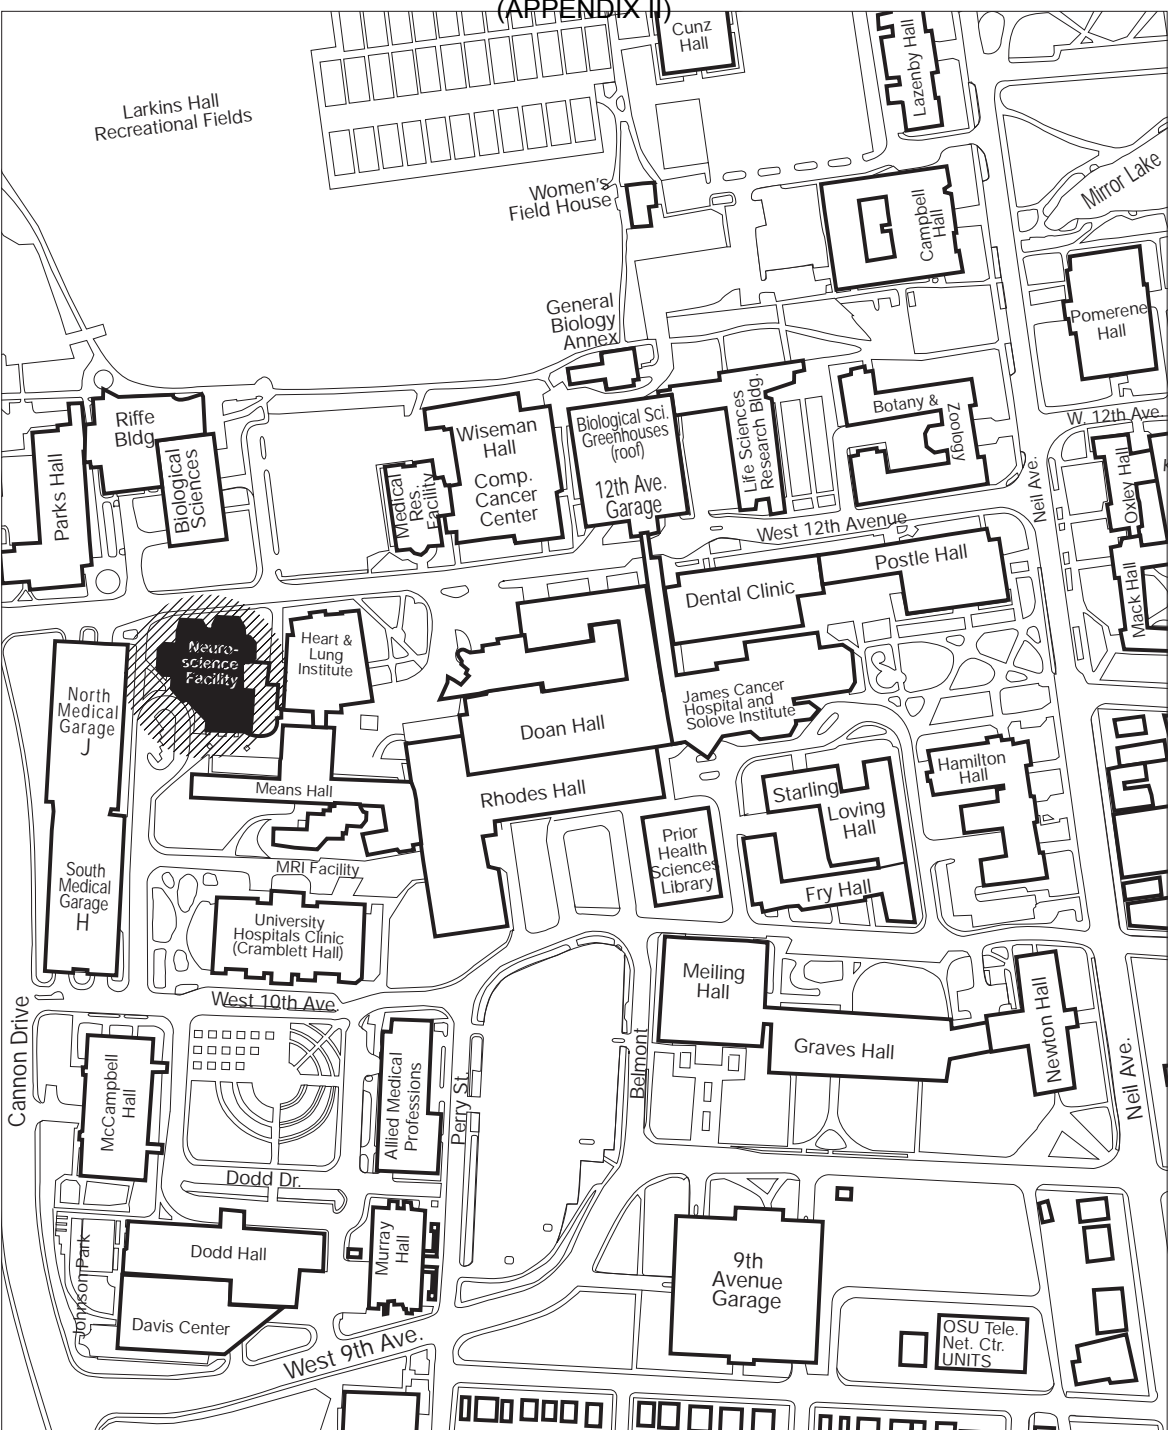 (APPENDIX II)
Cunz
Hall
Lazenby Hall
Larkins Hall
Recreational Fields
Mirror Lake
Women's
Field House
Campbell
Hall
General
Biology
Annex
Pomerene
Hall
Riffe
Bldg.
Parks Hall
Biological
Sciences
Wiseman
Hall
Comp.
Cancer
Center
Medical
Res.
Facility
Biological Sci.
Greenhouses
(roof)
12th Ave.
Garage
Life Sciences
Research Bldg.
Botany &
Zoology
W. 12th Ave.
Oxley Hall
K
Neil Ave.
West 12th Avenue
Mack Hall
Postle Hall
Dental Clinic
Neuro-
science
Facility
Heart &
Lung
Institute
North
Medical
Garage
J
James Cancer
Hospital and
Solove Institute
Doan Hall
Hamilton
Hall
Means Hall
Rhodes Hall
Starling
Loving
Hall
Prior
Health
Sciences
Library
MRI Facility
South
Medical
Garage
H
Fry Hall
University
Hospitals Clinic
(Cramblett Hall)
Meiling
Hall
West 10th Ave.
Newton Hall
Cannon Drive
McCampbell
Hall
Allied Medical
Professions
Perry St.
Belmont
Graves Hall
Neil Ave.
Dodd Dr.
Johnson Park
Dodd Hall
Murray
Hall
9th
Avenue
Garage
Davis Center
West 9th Ave.
OSU Tele.
Net. Ctr.
UNITS